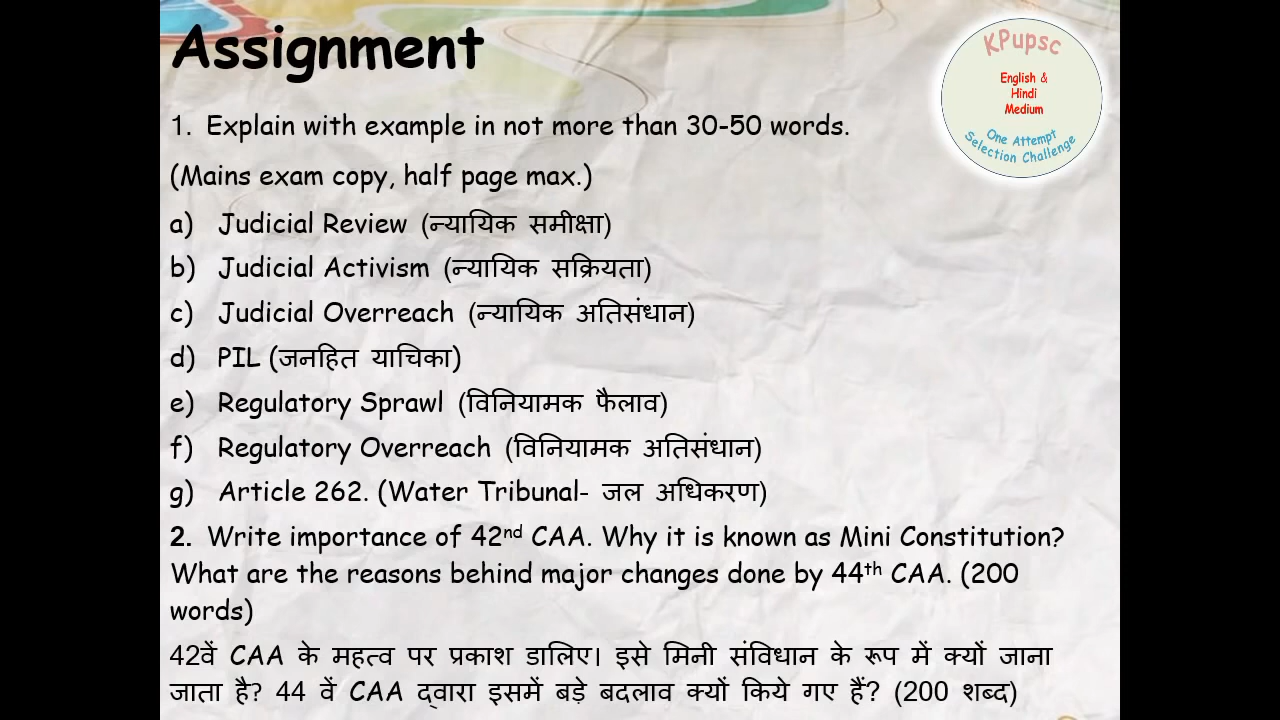 Assignment
KPupsc
English &
Hindi
Medium
One Attempt
Selection Challenge
1. Explain with example in not more than 30-50 words.
(Mains exam copy, half page max.)
a) Judicial Review (न्यायिक समीक्षा)
b) Judicial Activism (न्यायिक सक्रियता)
c) Judicial Overreach (न्यायिक अतिसंधान)
d) PIL (जनहित याचिका)
e) Regulatory Sprawl (विनियामक फैलाव)
f) Regulatory Overreach (विनियामक अतिसंधान)
g) Article 262. (Water Tribunal- जल अधिकरण)
2. Write importance of 42nd CAA. Why it is known as Mini Constitution?
What are the reasons behind major changes done by 44th CAA. (200
words)
42वें CAA के महत्व पर प्रकाश डालिए। इसे मिनी संविधान के रूप में क्यों जाना
जाता है? 44 वें CAA द्वारा इसमें बड़े बदलाव क्यों किये गए हैं? (200 शब्द)